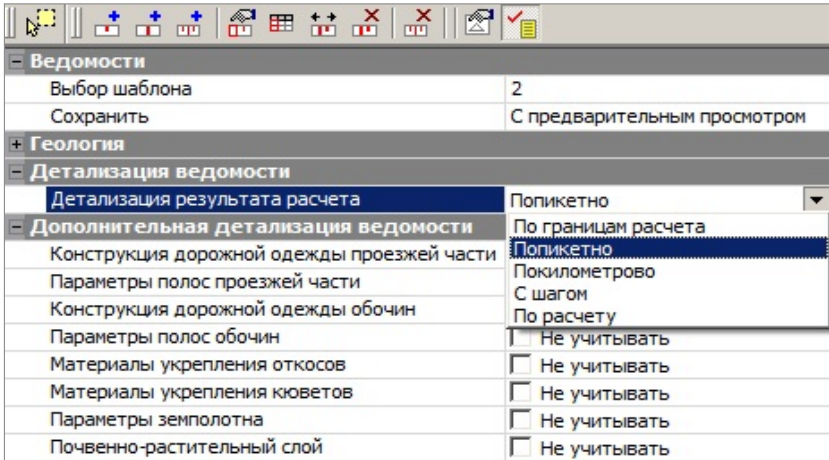 Ведомости
Выбор шаблона 2
Сохранить С предварительным просмотром
Геология
Детализация ведомости
Детализация результата расчета Попикетно
Дополнительная детализация ведомости По границам расчета
Конструкция дорожной одежды проезжей части Попикетно
Параметры полос проезжей части Покилометрово
С шагом
Конструкция дорожной одежды обочин По расчету
Параметры полос обочин Не учитывать
Материалы укрепления откосов Не учитывать
Материалы укрепления кюветов Не учитывать
Параметры земполотна Не учитывать
Почвенно-растительный слой Не учитывать